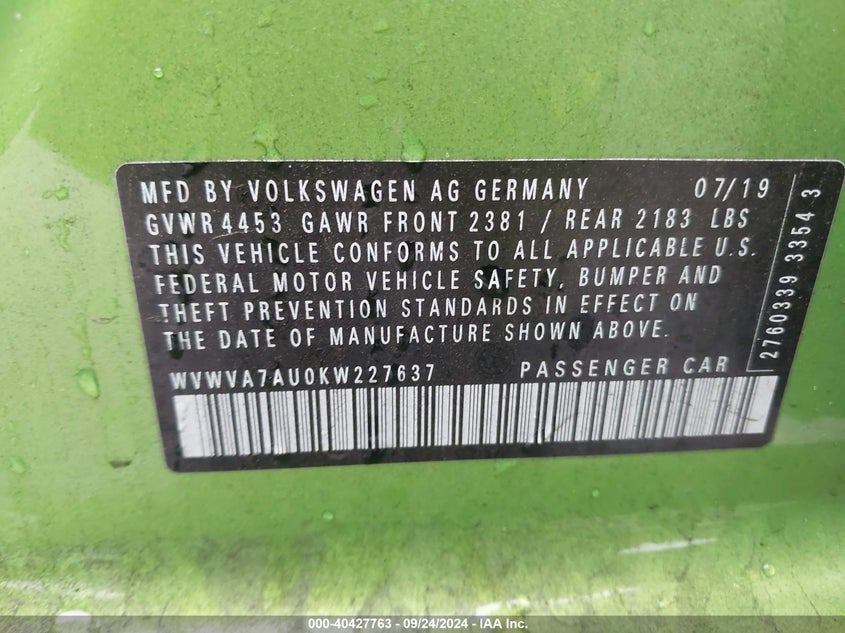 MFD BY VOLKSWAGEN AG GERMANY 07/19
GVWR 4453 GAWR FRONT 2381 / REAR 2183 LBS
THIS VEHICLE CONFORMS TO ALL APPLICABLE U.S.
FEDERAL MOTOR VEHICLE SAFETY, BUMPER AND
THEFT PREVENTION STANDARDS IN EFFECT ON
THE DATE OF MANUFACTURE SHOWN ABOVE.
WVWVA7AU0KW227637 PASSENGER CAR
2760339 3354 3
000-40427763 - 09/24/2024 - IAA Inc.